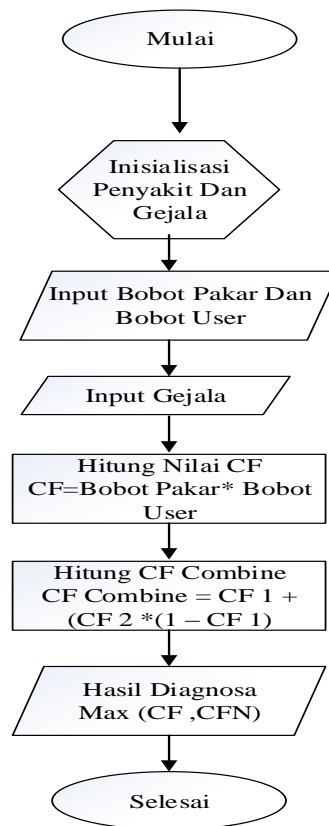 Mulai
Inisialisasi
Penyakit Dan
Gejala
Input Bobot Pakar Dan
Bobot User
Input Gejala
Hitung Nilai CF
CF=Bobot Pakar* Bobot
User
Hitung CF Combine
CF Combine = CF 1 +
(CF 2 *(1 – CF 1)
Hasil Diagnosa
Max (CF ,CFN)
Selesai